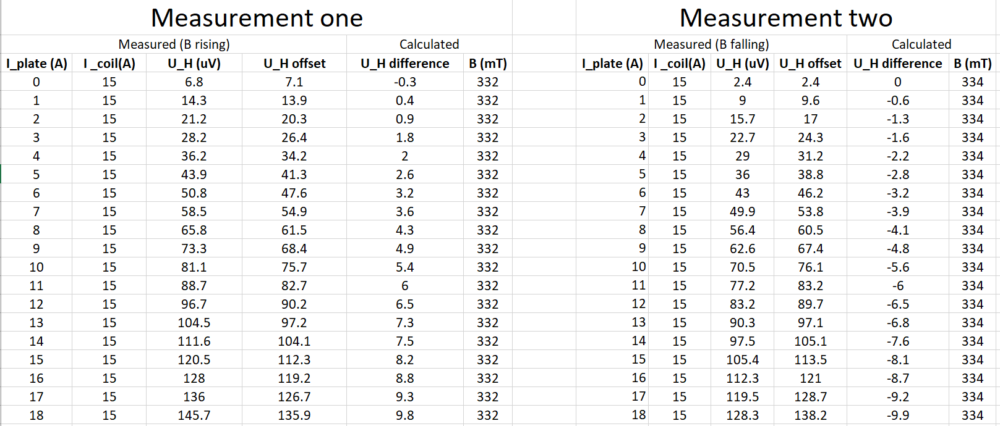 Measurement one Measurement two
Measured (B rising) Calculated Measured (B falling) Calculated
I_plate (A) I _coil(A) U_H (uV) U_H offset U_H difference B (mT) I_plate (A) I _coil(A) U_H (uV) U_H offset U_H difference B (mT)
0 15 6.8 7.1 -0.3 332 0 15 2.4 2.4 0 334
1 15 14.3 13.9 0.4 332 1 15 9 9.6 -0.6 334
2 15 21.2 20.3 0.9 332 2 15 15.7 17 -1.3 334
3 15 28.2 26.4 1.8 332 3 15 22.7 24.3 -1.6 334
4 15 36.2 34.2 2 332 4 15 29 31.2 -2.2 334
5 15 43.9 41.3 2.6 332 5 15 36 38.8 -2.8 334
6 15 50.8 47.6 3.2 332 6 15 43 46.2 -3.2 334
7 15 58.5 54.9 3.6 332 7 15 49.9 53.8 -3.9 334
8 15 65.8 61.5 4.3 332 8 15 56.4 60.5 -4.1 334
9 15 73.3 68.4 4.9 332 9 15 62.6 67.4 -4.8 334
10 15 81.1 75.7 5.4 332 10 15 70.5 76.1 -5.6 334
11 15 88.7 82.7 6 332 11 15 77.2 83.2 -6 334
12 15 96.7 90.2 6.5 332 12 15 83.2 89.7 -6.5 334
13 15 104.5 97.2 7.3 332 13 15 90.3 97.1 -6.8 334
14 15 111.6 104.1 7.5 332 14 15 97.5 105.1 -7.6 334
15 15 120.5 112.3 8.2 332 15 15 105.4 113.5 -8.1 334
16 15 128 119.2 8.8 332 16 15 112.3 121 -8.7 334
17 15 136 126.7 9.3 332 17 15 119.5 128.7 -9.2 334
18 15 145.7 135.9 9.8 332 18 15 128.3 138.2 -9.9 334